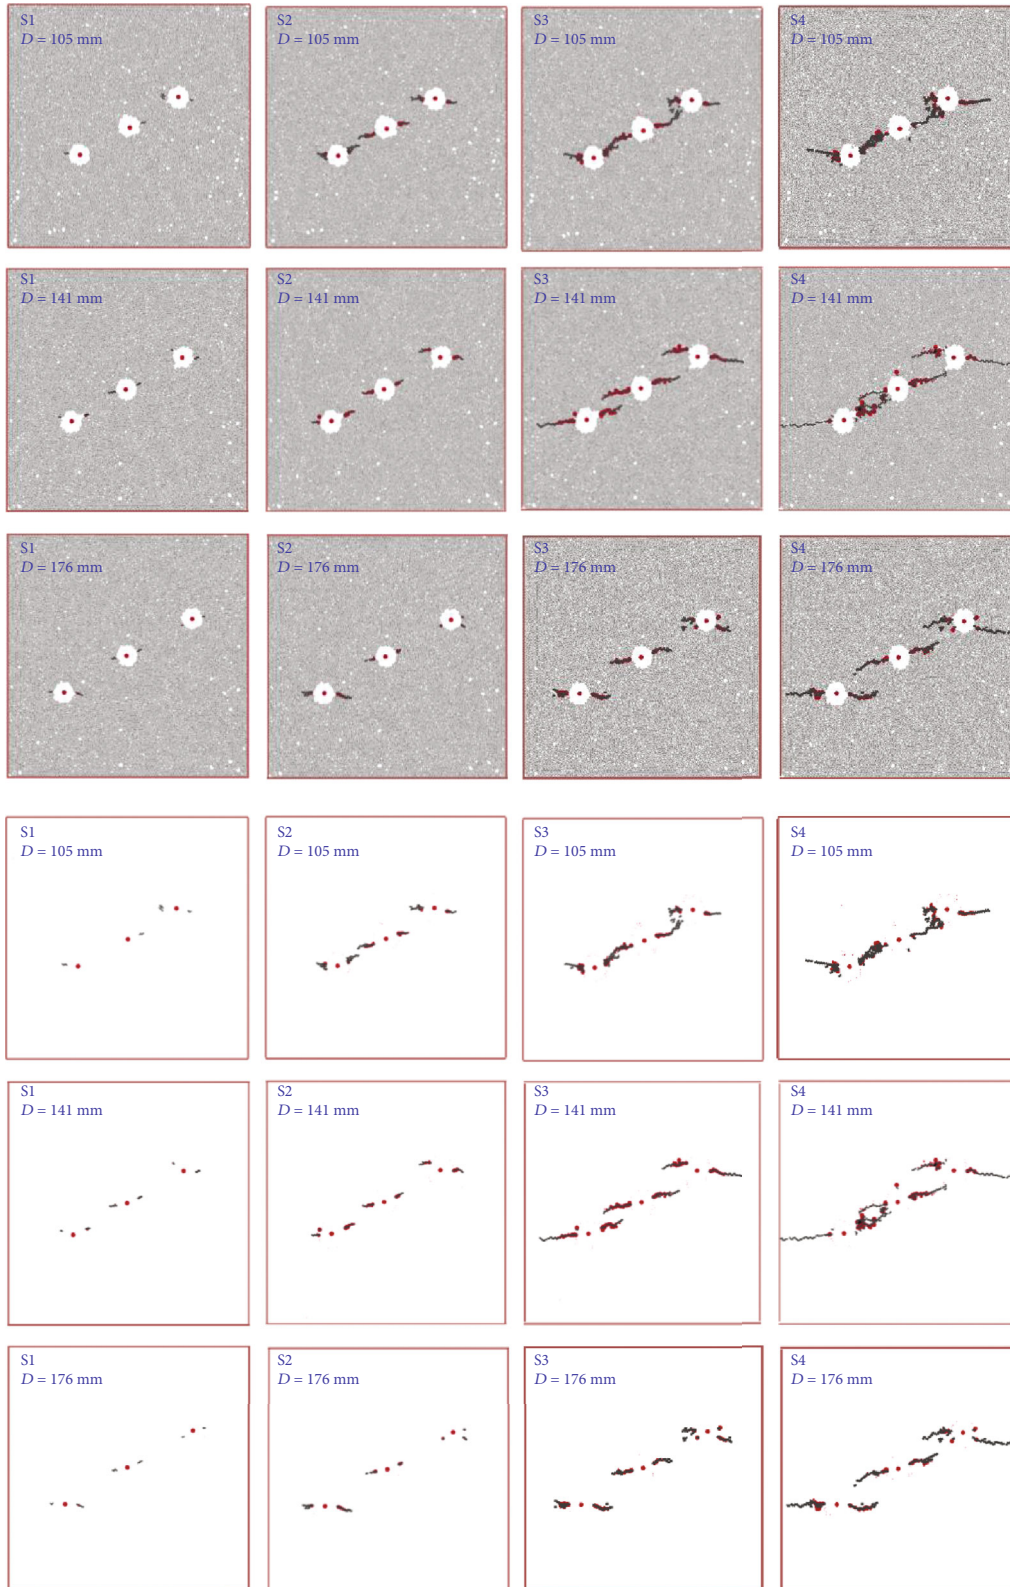 S1
D = 105 mm
S2
D = 105 mm
S3
D = 105 mm
S4
D = 105 mm
S1
D = 141 mm
S2
D = 141 mm
S3
D = 141 mm
S4
D = 141 mm
S1
D = 176 mm
S2
D = 176 mm
S3
D = 176 mm
S4
D = 176 mm
S1
D = 105 mm
S2
D = 105 mm
S3
D = 105 mm
S4
D = 105 mm
S1
D = 141 mm
S2
D = 141 mm
S3
D = 141 mm
S4
D = 141 mm
S1
D = 176 mm
S2
D = 176 mm
S3
D = 176 mm
S4
D = 176 mm